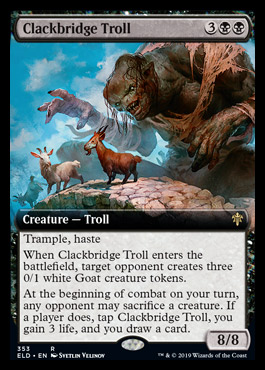 Clackbridge Troll 3
Creature — Troll
Trample, haste
When Clackbridge Troll enters the
battlefield, target opponent creates three
0/1 white Goat creature tokens.
At the beginning of combat on your turn,
any opponent may sacrifice a creature. If
a player does, tap Clackbridge Troll, you
gain 3 life, and you draw a card.
8/8
353 R
ELD • EN SVETLIN VELINOV ™ & © 2019 Wizards of the Coast